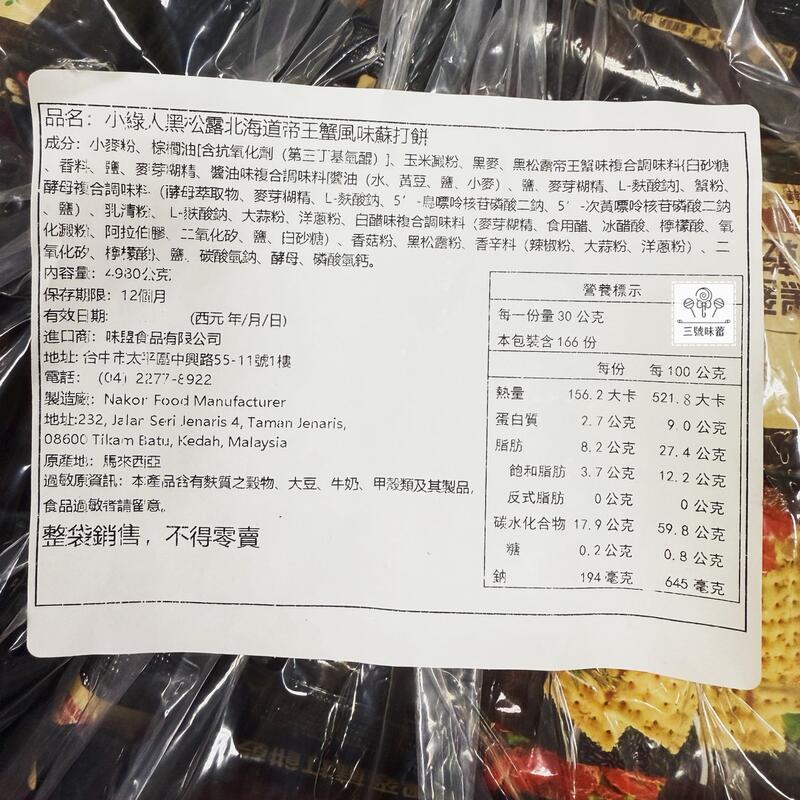 品名：小綠人黑松露北海道帝王蟹風味蘇打餅
成分：小麥粉、棕櫚油[含抗氧化劑（第三丁基氫醌）]、玉米澱粉、黑麥、黑松露帝王蟹味複合調味料(白砂糖
、香料、鹽、麥芽糊精、醬油味複合調味料[醬油（水、黃豆、鹽、小麥）、鹽、麥芽糊精、L-麩酸鈉]、蟹粉、
酵母複合調味料（酵母萃取物、麥芽糊精、L-麩酸鈉、5’-次黃嘌呤核苷磷酸二鈉
、鹽）、乳清粉、L-麩酸鈉、大蒜粉、洋蔥粉、白醋味複合調味料（麥芽糊精、食用醋、冰醋酸、檸檬酸、氧
化澱粉、阿拉伯膠、二氧化矽、鹽、白砂糖）、香菇粉、黑松露粉、香辛料（辣椒粉、大蒜粉、洋蔥粉）、二
氧化矽、檸檬酸)、鹽、碳酸氫鈉、酵母、磷酸氫鈣。
內容量：4980公克
保存期限：12個月
有效日期：　(西元 年/月/日)
進口商：味盟食品有限公司
地址：台中市太平區中興路55-11號1樓
電話：（04）2277-8922
製造廠：Nakon Food Manufacturer
地址:232, Jalan Seri Jenaris 4, Taman Jenaris,
08600 Tikam Batu, Kedah, Malaysia
原產地：馬來西亞
過敏原資訊：本產品含有麩質之穀物、大豆、牛奶、甲殼類及其製品，
食品過敏者請留意。
整袋銷售，不得零賣
營養標示
每一份量 30 公克
本包裝含 166 份
每份 每 100 公克
熱量 156.2 大卡 521.8 大卡
蛋白質 2.7 公克 9.0 公克
脂肪 8.2 公克 27.4 公克
飽和脂肪 3.7 公克 12.2 公克
反式脂肪 0 公克 0 公克
碳水化合物 17.9 公克 59.8 公克
糖 0.2 公克 0.8 公克
鈉 194 毫克 645 毫克
三號味蕾